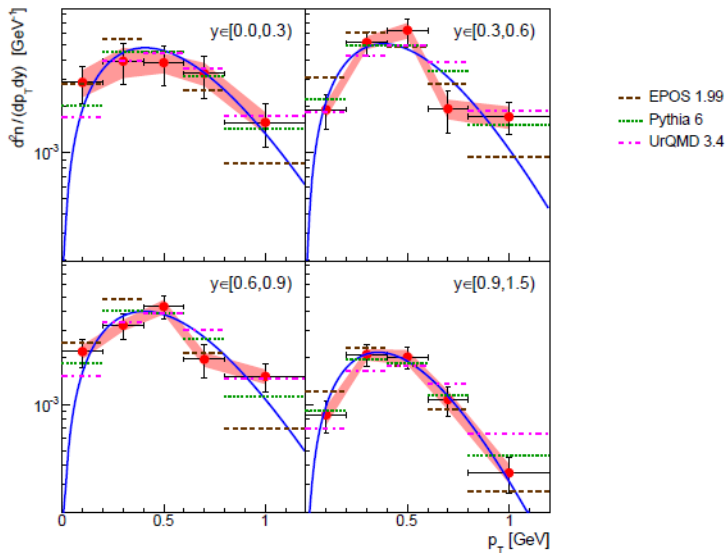 d²n/(dp_T dy) [GeV⁻¹]
y∈[0.0,0.3)
y∈[0.3,0.6)
EPOS 1.99
Pythia 6
UrQMD 3.4
10⁻³
y∈[0.6,0.9)
y∈[0.9,1.5)
10⁻³
0 0.5 1 0.5 1
p_T [GeV]